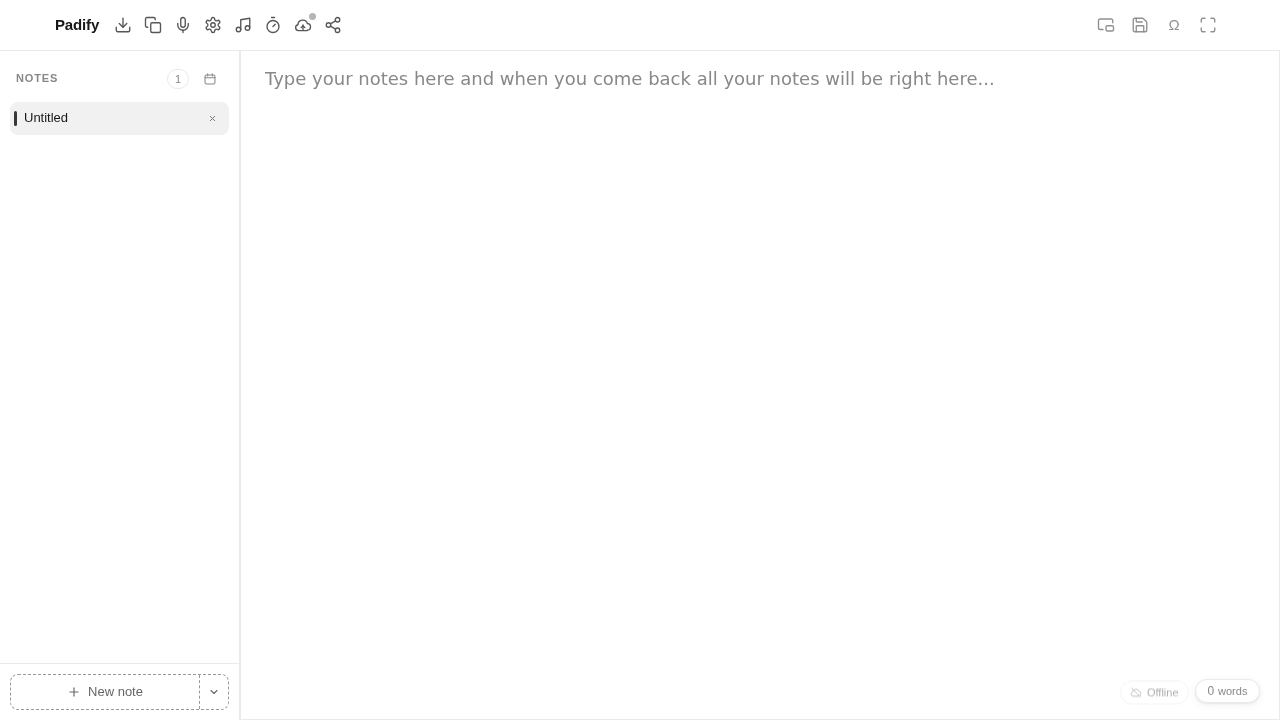 Padify
Ω
NOTES
1
Type your notes here and when you come back all your notes will be right here...
Untitled
New note
Offline
0 words